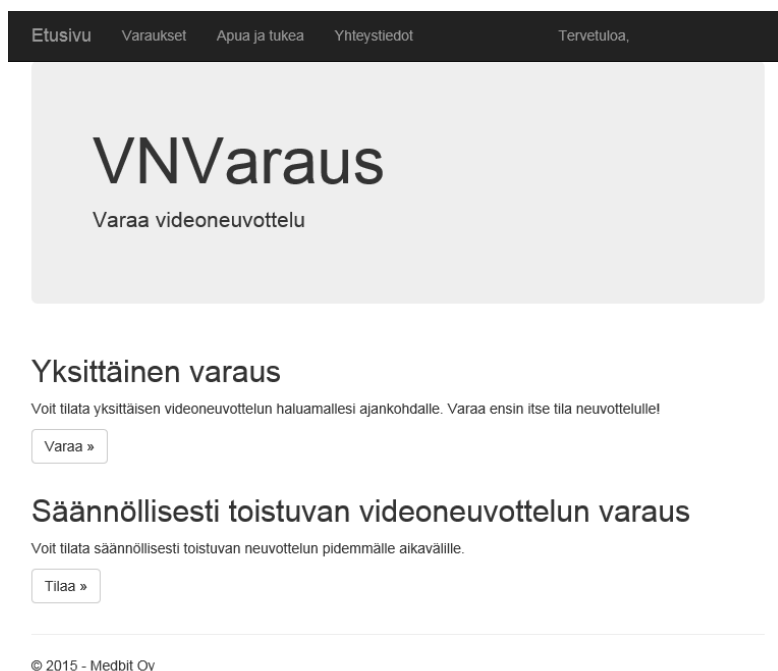 Etusivu Varaukset Apua ja tukea Yhteystiedot Tervetuloa,
VNVaraus
Varaa videoneuvottelu
Yksittäinen varaus
Voit tilata yksittäisen videoneuvottelun haluamallesi ajankohdalle. Varaa ensin itse tila neuvottelulle!
Varaa »
Säännöllisesti toistuvan videoneuvottelun varaus
Voit tilata säännöllisesti toistuvan neuvottelun pidemmälle aikavälille.
Tilaa »
© 2015 - Medbit Oy